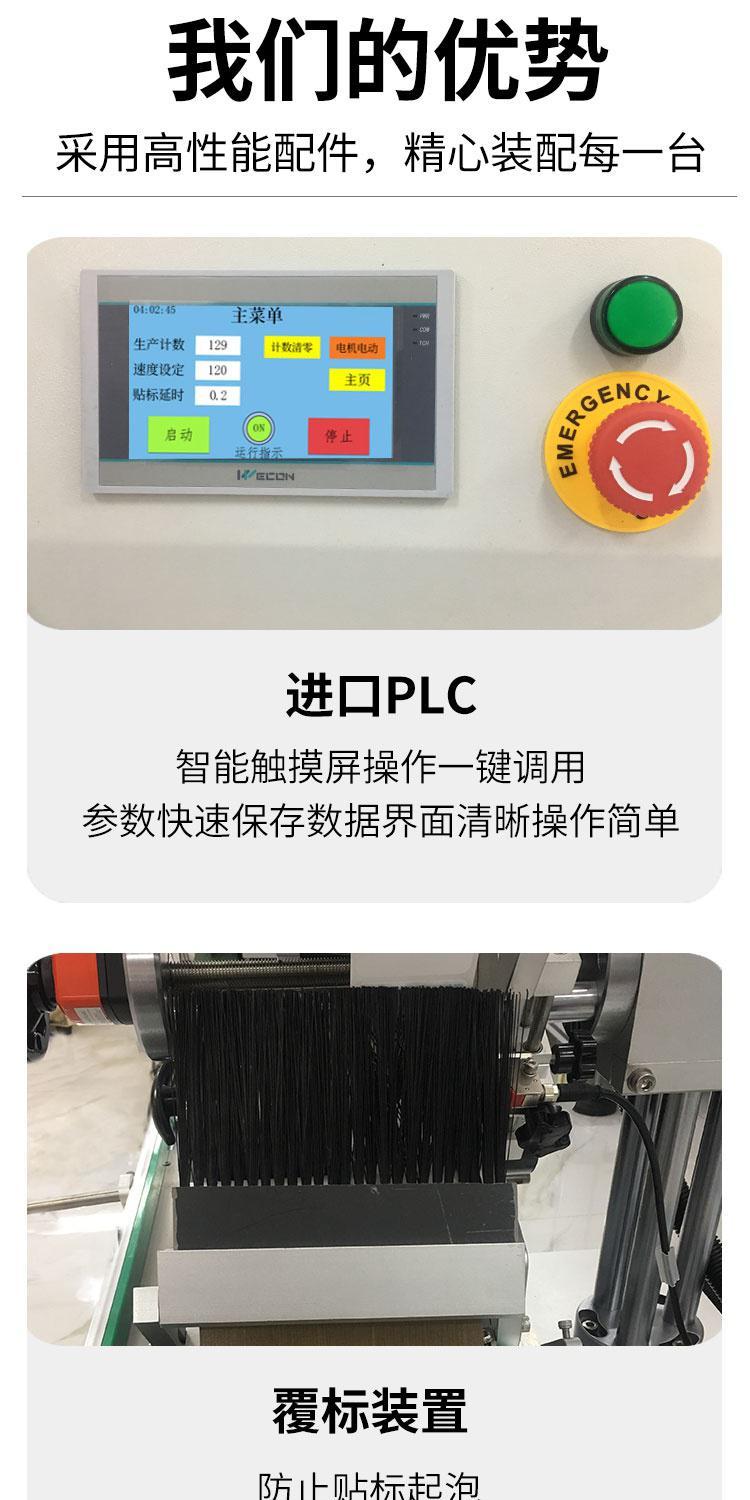 我们的优势
采用高性能配件，精心装配每一台
04:02:45
主菜单
生产计数 129 计数清零 电机电动
速度设定 120 主页
贴标延时 0.2
启动 ON 停止
运行指示
WECON
PWR
COM
EMERGENCY
进口PLC
智能触摸屏操作一键调用
参数快速保存数据界面清晰操作简单
覆标装置
防止贴标起泡